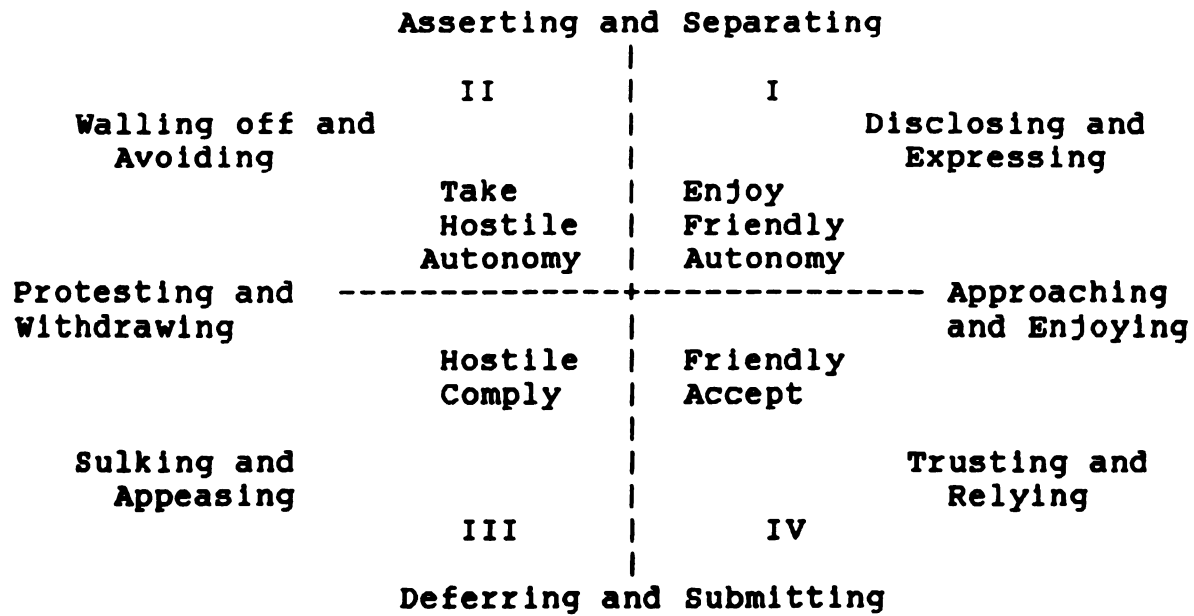 Asserting and Separating
II
I
Walling off and
Avoiding
Disclosing and
Expressing
Take
Hostile
Autonomy
Enjoy
Friendly
Autonomy
Protesting and
Withdrawing
Approaching
and Enjoying
Hostile
Comply
Friendly
Accept
Sulking and
Appeasing
Trusting and
Relying
III
IV
Deferring and Submitting